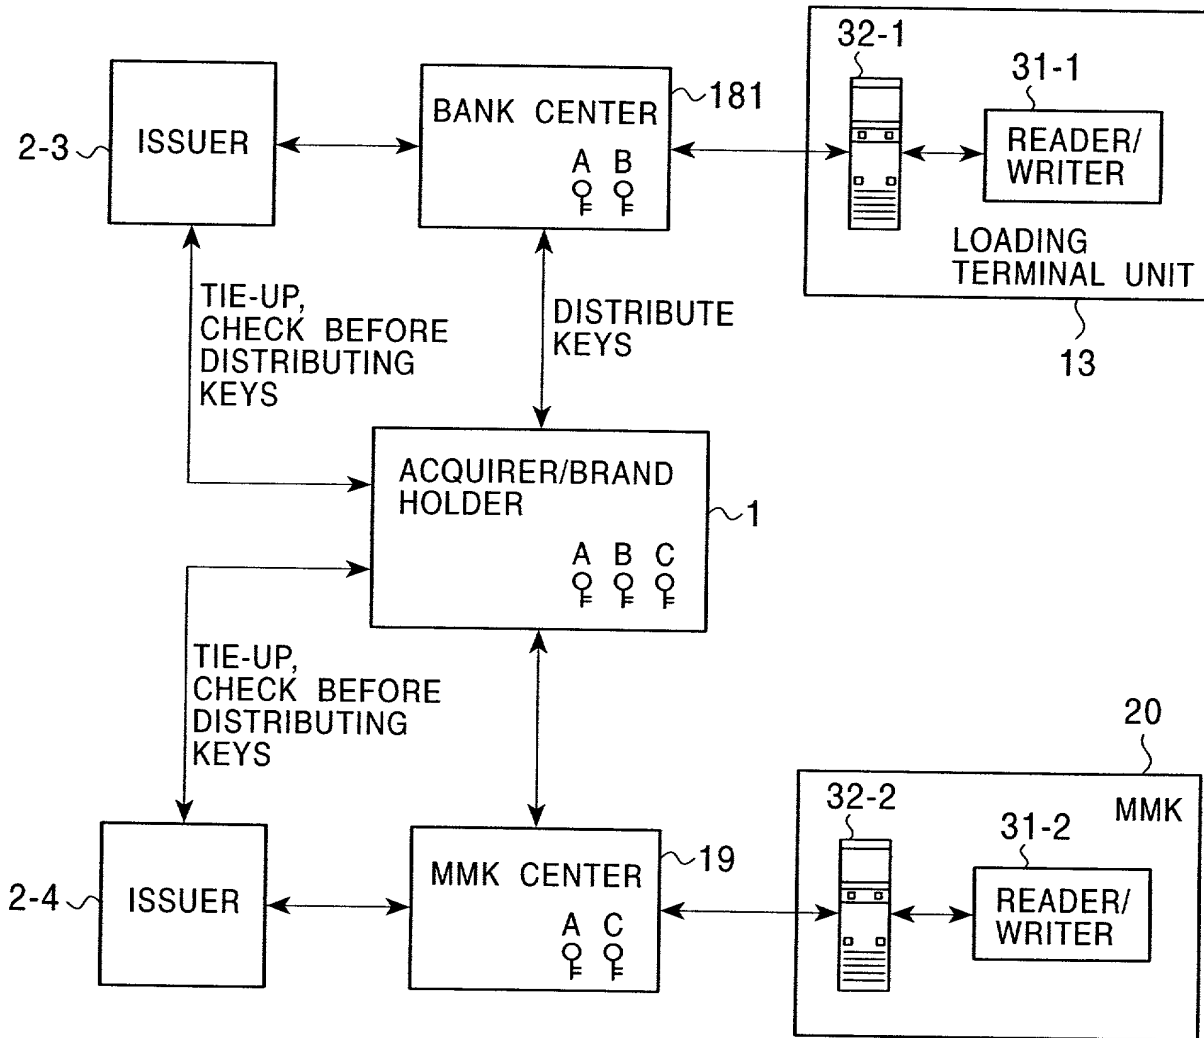 32-1
31-1
181
BANK CENTER
ISSUER
2-3
READER/
WRITER
A B
LOADING
TERMINAL UNIT
13
TIE-UP,
CHECK BEFORE
DISTRIBUTING
KEYS
DISTRIBUTE
KEYS
ACQUIRER/BRAND
HOLDER
1
A B C
TIE-UP,
CHECK BEFORE
DISTRIBUTING
KEYS
20
32-2
MMK
31-2
19
MMK CENTER
2-4
ISSUER
READER/
WRITER
A C